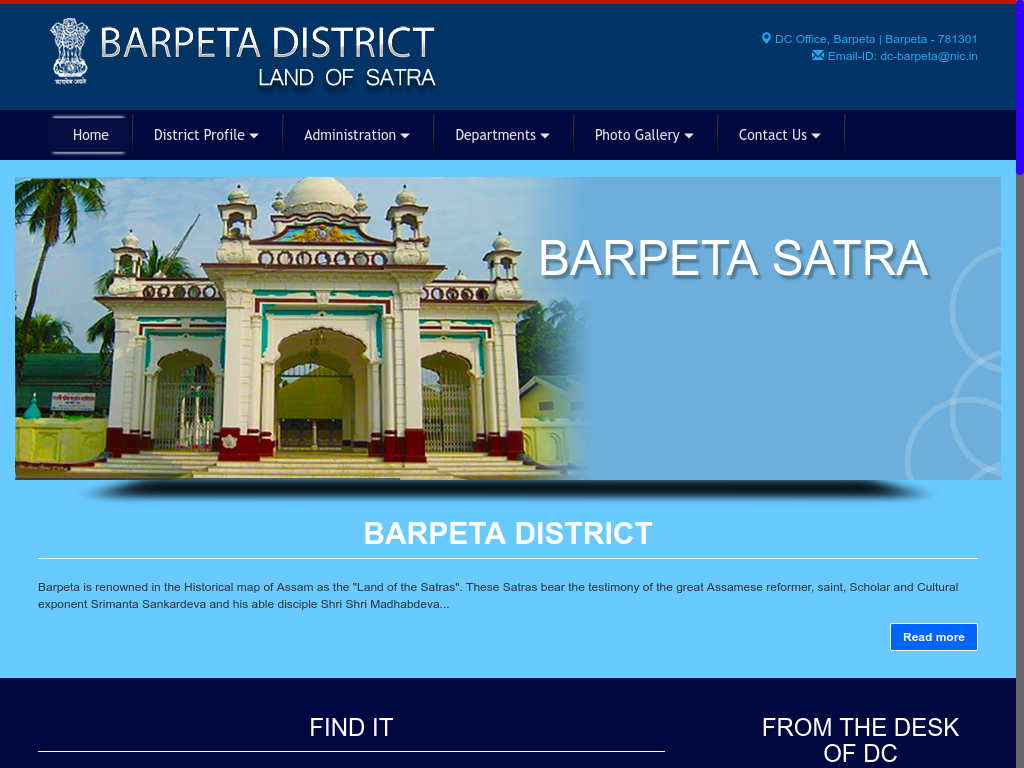 BARPETA DISTRICT
LAND OF SATRA
सत्यमेव जयते
DC Office, Barpeta | Barpeta - 781301
Email-ID: dc-barpeta@nic.in
Home
District Profile
Administration
Departments
Photo Gallery
Contact Us
BARPETA SATRA
BARPETA DISTRICT
Barpeta is renowned in the Historical map of Assam as the "Land of the Satras". These Satras bear the testimony of the great Assamese reformer, saint, Scholar and Cultural
exponent Srimanta Sankardeva and his able disciple Shri Shri Madhabdeva...
Read more
FIND IT
FROM THE DESK
OF DC